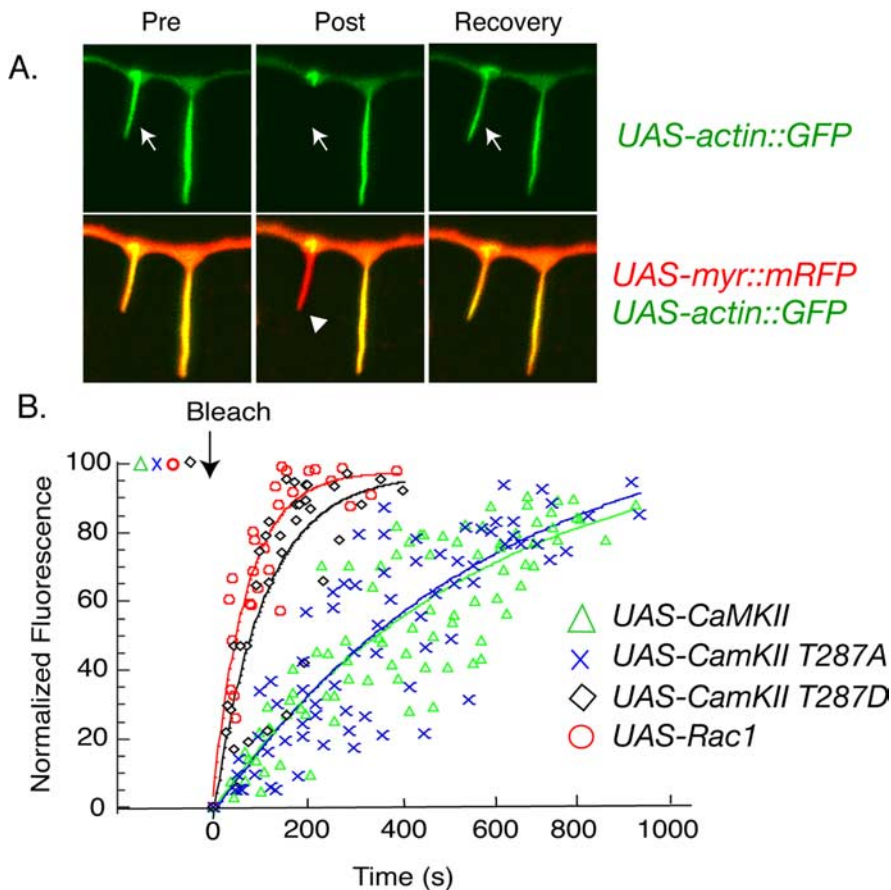 Pre Post Recovery
A.
UAS-actin::GFP
UAS-myr::mRFP
UAS-actin::GFP
B.
Bleach
100
80
60
40
20
0
Normalized Fluorescence
UAS-CaMKII
UAS-CamKII T287A
UAS-CamKII T287D
UAS-Rac1
0 200 400 600 800 1000
Time (s)